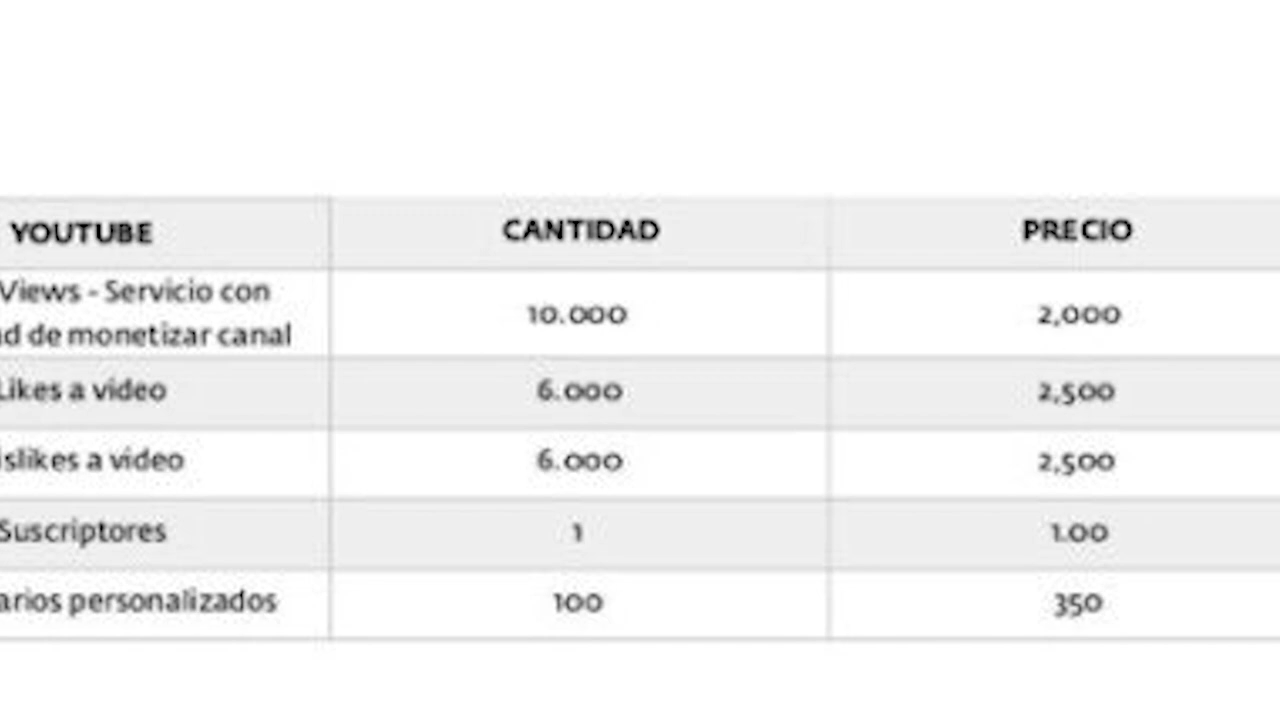 YOUTUBE CANTIDAD PRECIO
Views - Servicio con
de monetizar canal 10.000 2,000
Likes a video 6.000 2,500
islikes a video 6.000 2,500
Suscriptores 1 1.00
arios personalizados 100 350